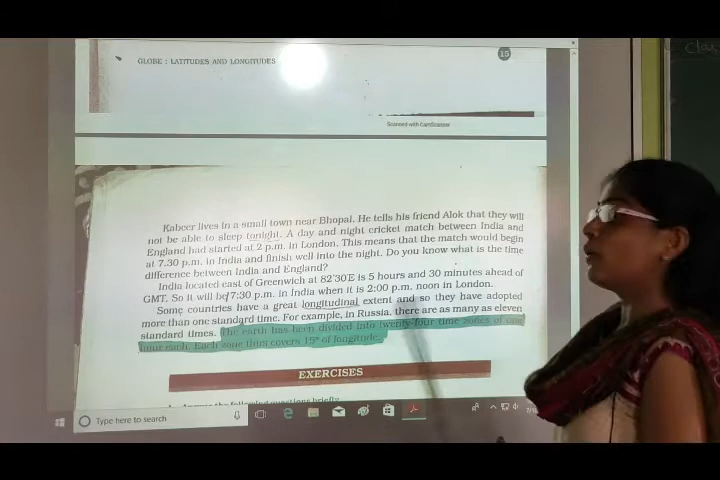 Clas
GLOBE : LATITUDES AND LONGITUDES
15
Scanned with CamScanner
Kabeer lives in a small town near Bhopal. He tells his friend Alok that they will
not be able to sleep tonight. A day and night cricket match between India and
England had started at 2 p.m. in London. This means that the match would begin
at 7.30 p.m. in India and finish well into the night. Do you know what is the time
difference between India and England?
India located east of Greenwich at 82°30'E is 5 hours and 30 minutes ahead of
GMT. So it will be 7:30 p.m. in India when it is 2:00 p.m. noon in London.
Some countries have a great longitudinal extent and so they have adopted
more than one standard time. For example, in Russia, there are as many as eleven
standard times. The earth has been divided into twenty-four time zones of one
hour each. Each zone thus covers 15° of longitude.
EXERCISES
1. Answer the following questions briefly.
Type here to search